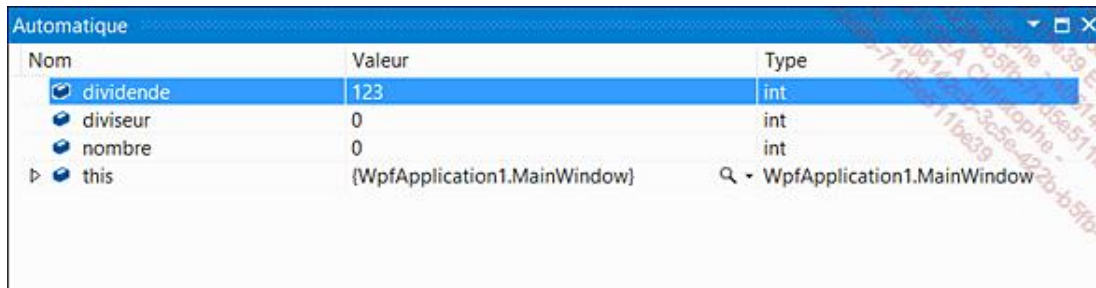 Automatique
Nom Valeur Type
dividende 123 int
diviseur 0 int
nombre 0 int
this {WpfApplication1.MainWindow} WpfApplication1.MainWindow